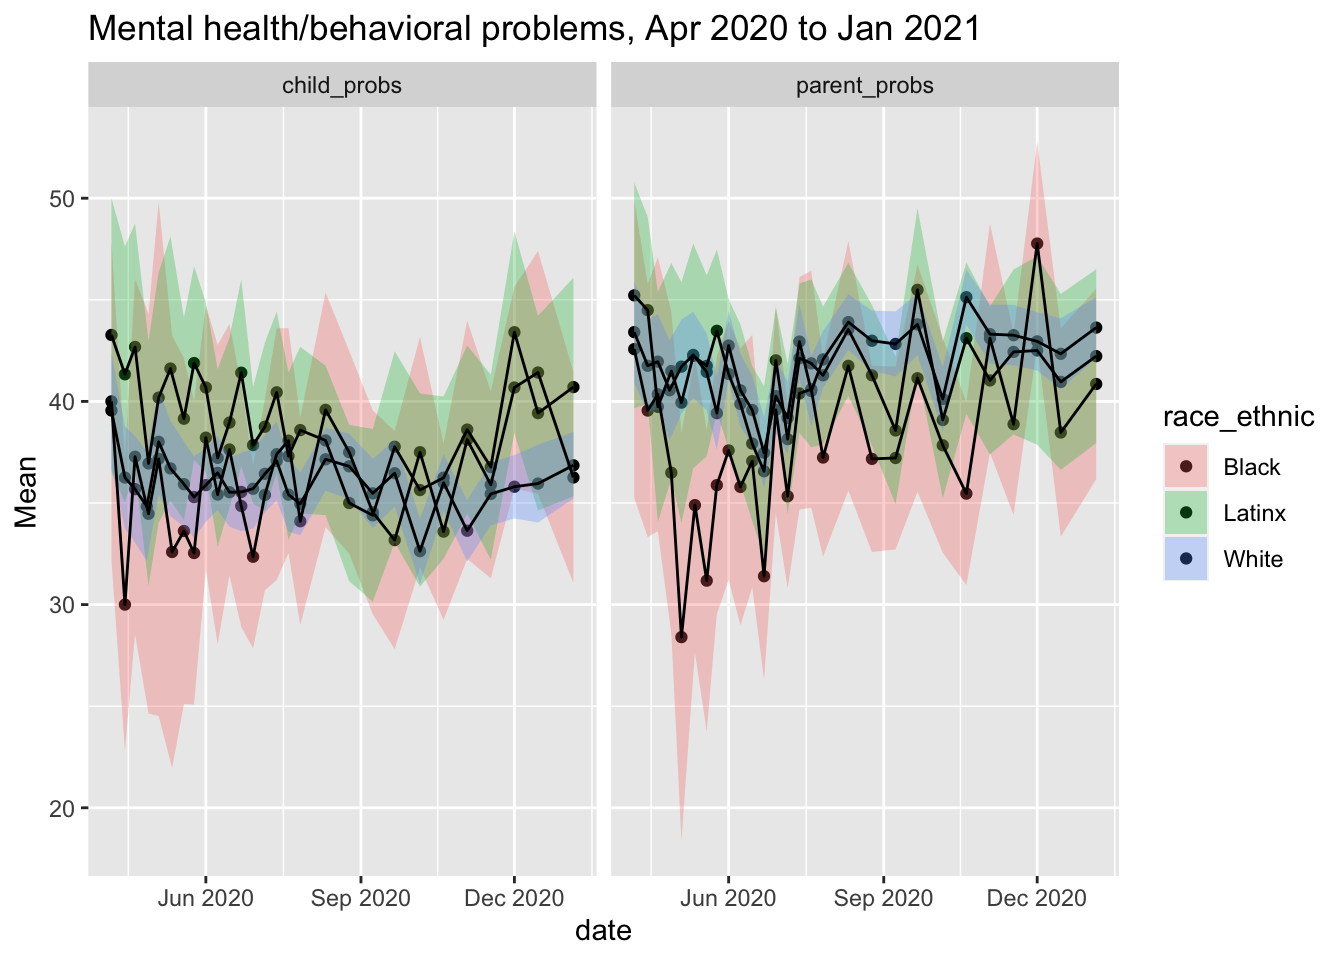 Mental health/behavioral problems, Apr 2020 to Jan 2021
child_probs
parent_probs
Mean
50
40
30
20
Jun 2020
Sep 2020
Dec 2020
Jun 2020
Sep 2020
Dec 2020
date
race_ethnic
Black
Latinx
White